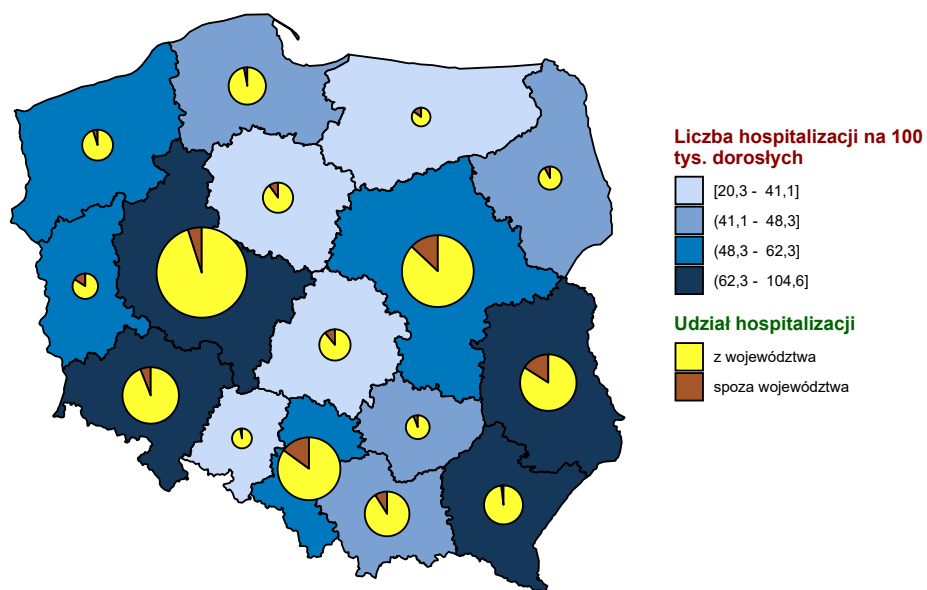 Liczba hospitalizacji na 100
tys. dorosłych
[20,3 - 41,1]
(41,1 - 48,3]
(48,3 - 62,3]
(62,3 - 104,6]
Udział hospitalizacji
z województwa
spoza województwa